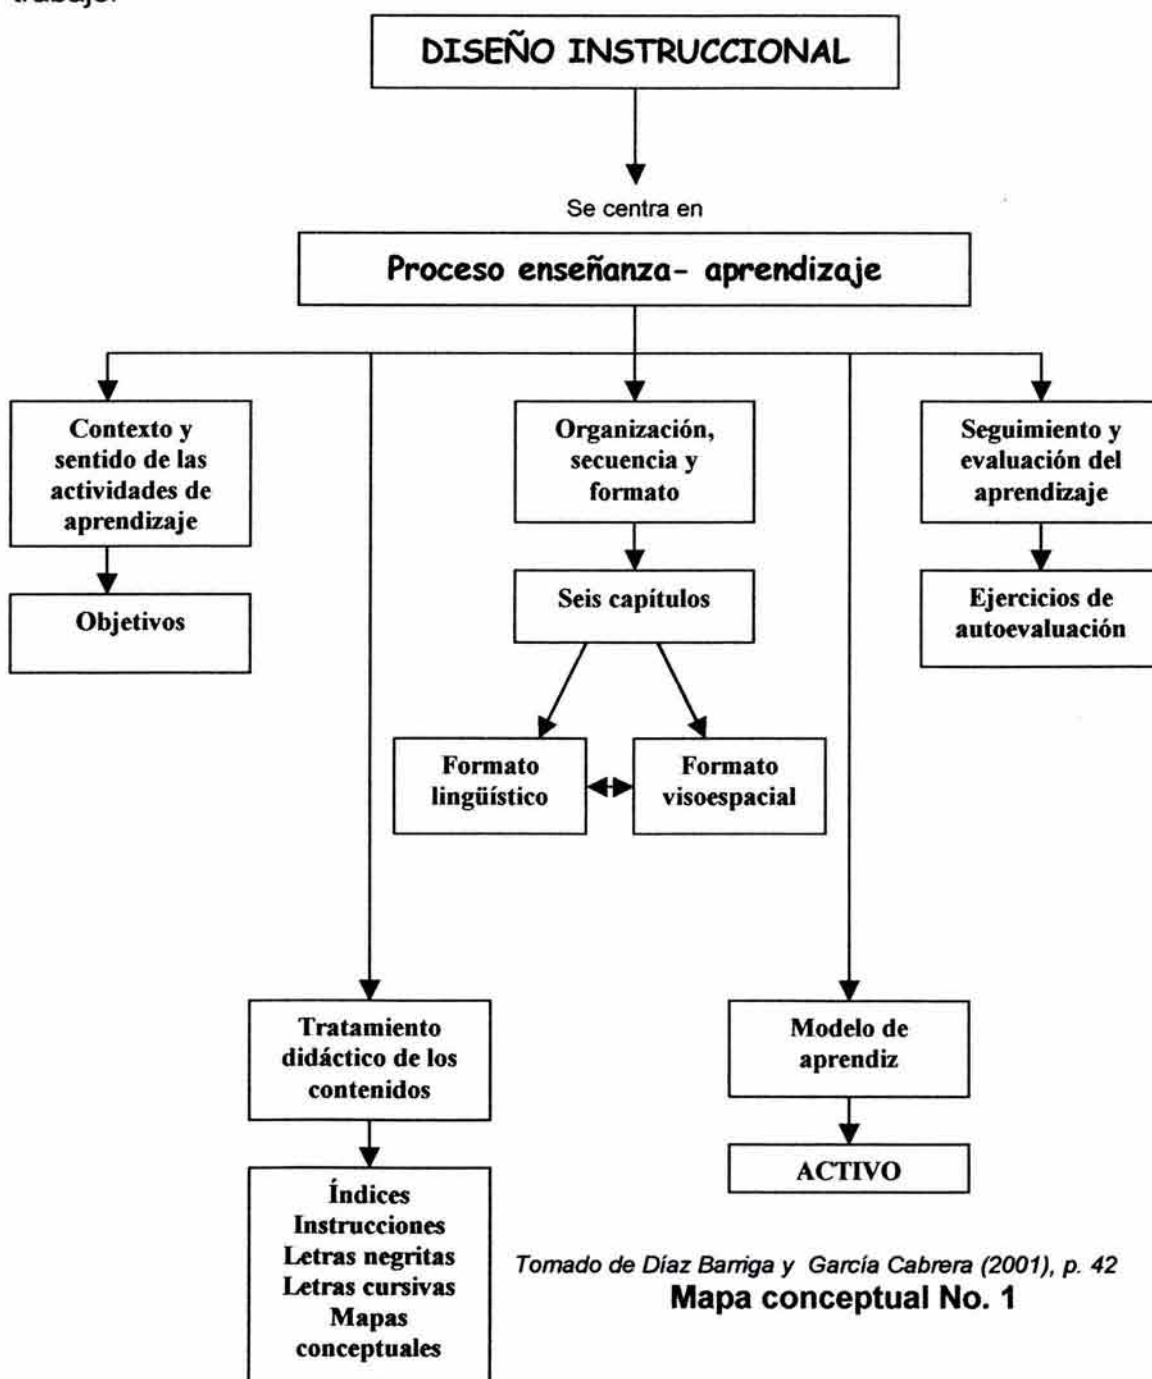 trabajo.
DISEÑO INSTRUCCIONAL
Se centra en
Proceso enseñanza- aprendizaje
Contexto y
sentido de las
actividades de
aprendizaje
Objetivos
Organización,
secuencia y
formato
Seis capítulos
Formato
lingüístico
Formato
visoespacial
Seguimiento y
evaluación del
aprendizaje
Ejercicios de
autoevaluación
Tratamiento
didáctico de los
contenidos
Índices
Instrucciones
Letras negritas
Letras cursivas
Mapas
conceptuales
Modelo de
aprendiz
ACTIVO
Tomado de Díaz Barriga y García Cabrera (2001), p. 42
Mapa conceptual No. 1